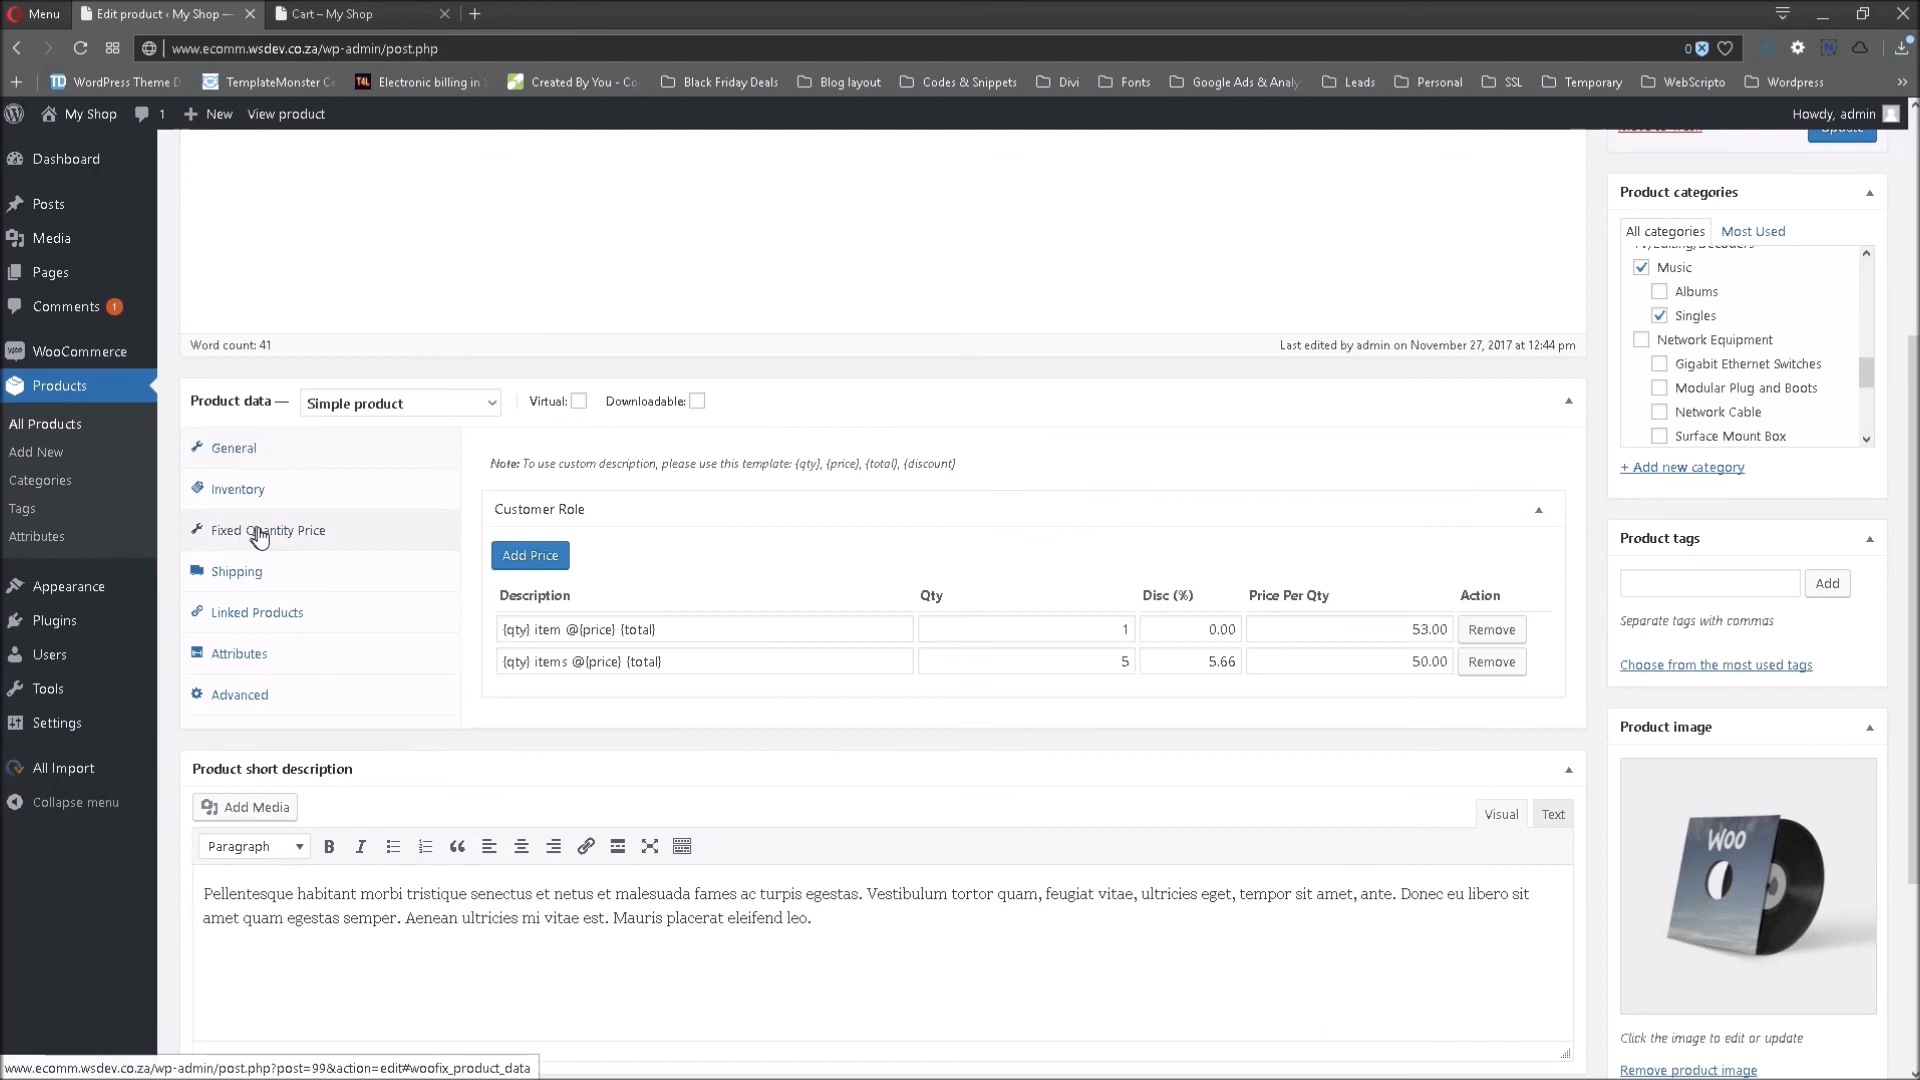 Menu
Edit product ‹ My Shop —
Cart – My Shop
www.ecomm.wsdev.co.za/wp-admin/post.php
0
WordPress Theme D
TemplateMonster Co
Electronic billing in
Created By You - Co
Black Friday Deals
Blog layout
Codes & Snippets
Divi
Fonts
Google Ads & Analy
Leads
Personal
SSL
Temporary
WebScripto
Wordpress
My Shop
1
New
View product
Howdy, admin
Dashboard
Posts
Media
Pages
Comments 1
WooCommerce
Products
All Products
Add New
Categories
Tags
Attributes
Appearance
Plugins
Users
Tools
Settings
All Import
Collapse menu
Word count: 41
Last edited by admin on November 27, 2017 at 12:44 pm
Product data —
Simple product
Virtual:
Downloadable:
General
Inventory
Fixed Quantity Price
Shipping
Linked Products
Attributes
Advanced
Note: To use custom description, please use this template: {qty}, {price}, {total}, {discount}
Customer Role
Add Price
Description Qty Disc (%) Price Per Qty Action
{qty} item @{price} {total} 1 0.00 53.00 Remove
{qty} items @{price} {total} 5 5.66 50.00 Remove
Product short description
Add Media
Visual
Text
Paragraph
Pellentesque habitant morbi tristique senectus et netus et malesuada fames ac turpis egestas. Vestibulum tortor quam, feugiat vitae, ultricies eget, tempor sit amet, ante. Donec eu libero sit
amet quam egestas semper. Aenean ultricies mi vitae est. Mauris placerat eleifend leo.
Update
Product categories
All categories
Most Used
Music
Albums
Singles
Network Equipment
Gigabit Ethernet Switches
Modular Plug and Boots
Network Cable
Surface Mount Box
+ Add new category
Product tags
Add
Separate tags with commas
Choose from the most used tags
Product image
WOO
Click the image to edit or update
Remove product image
www.ecomm.wsdev.co.za/wp-admin/post.php?post=99&action=edit#woofix_product_data